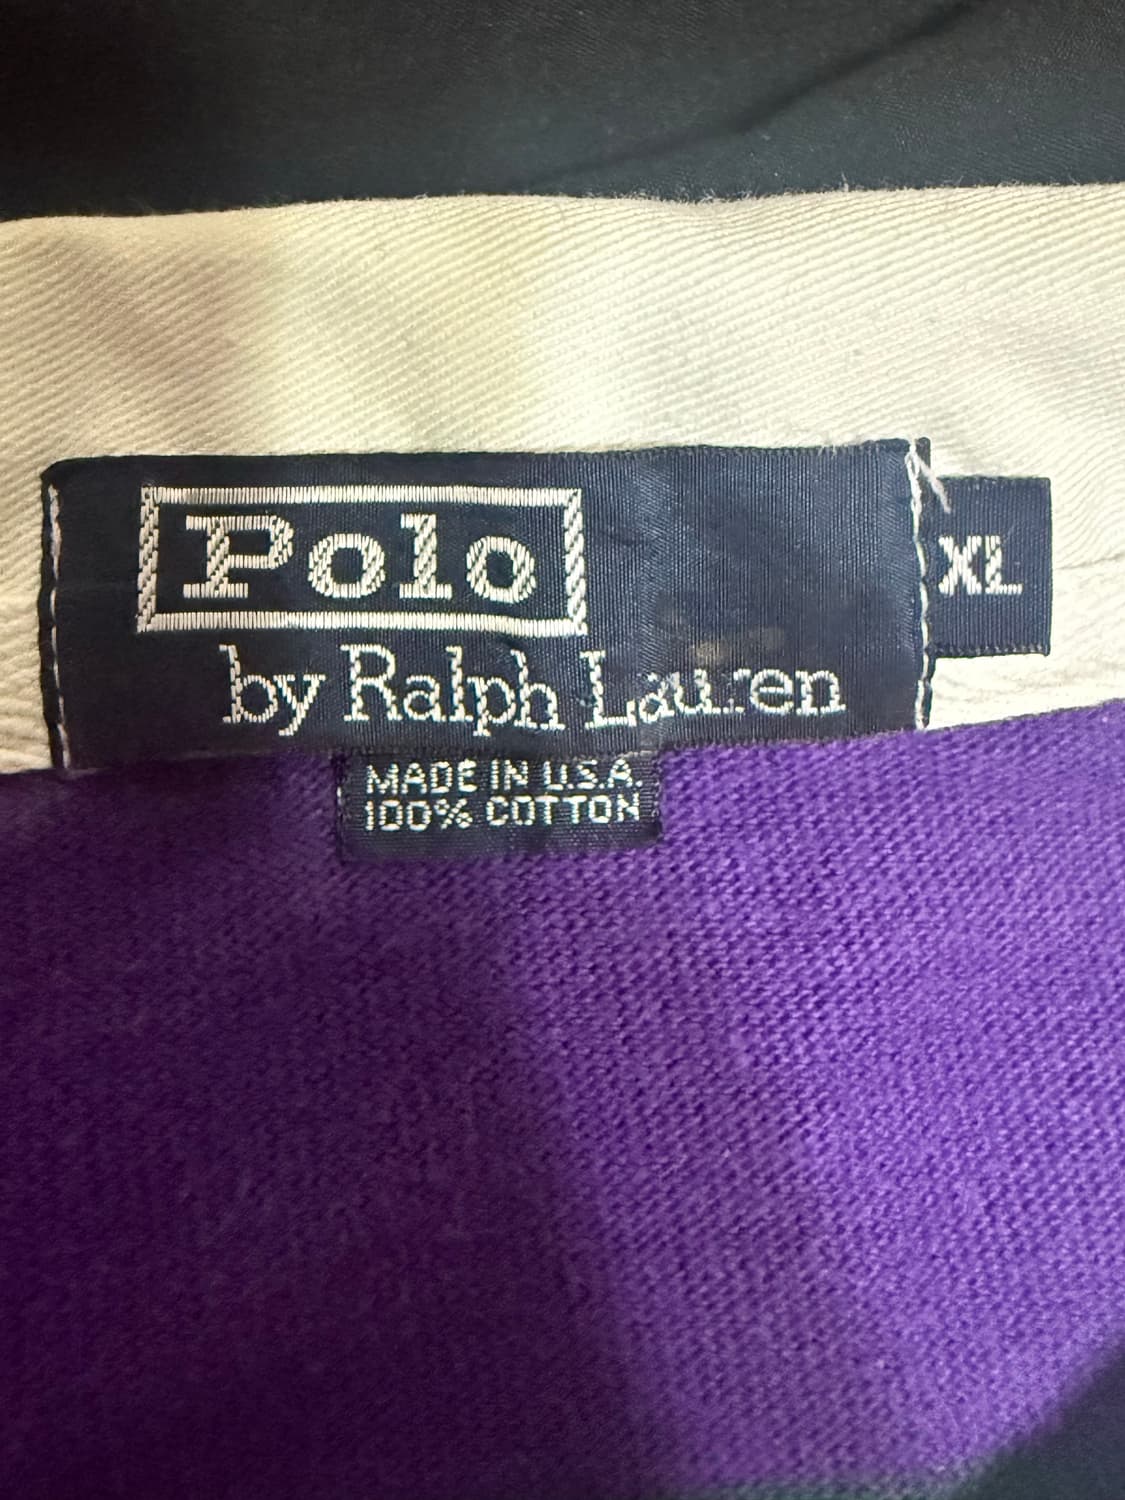 Polo
by Ralph Lauren
XL
MADE IN U.S.A.
100% COTTON